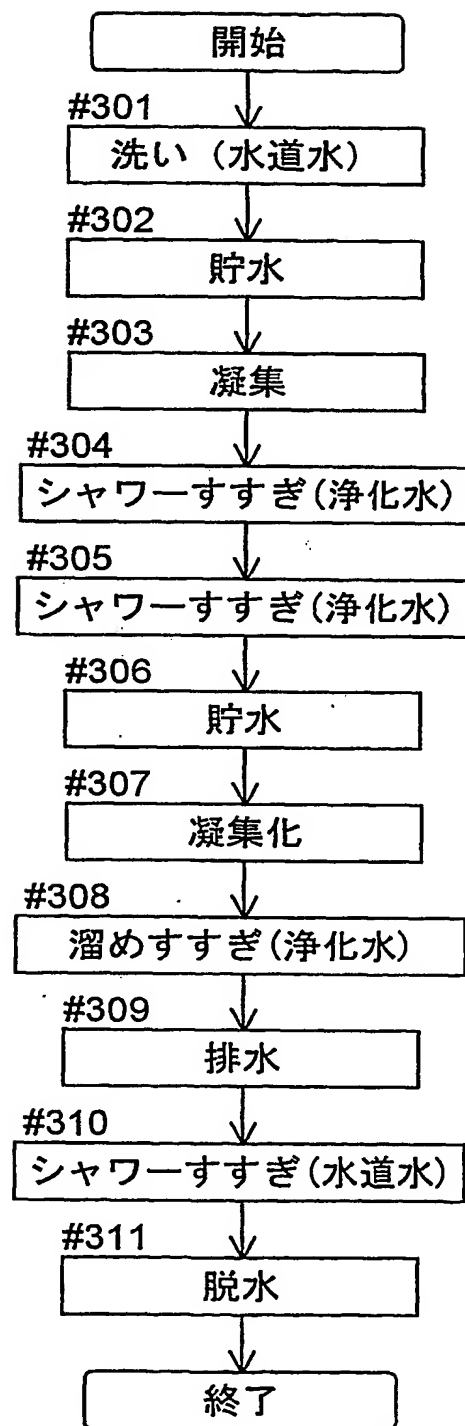 開始
#301
洗い(水道水)
#302
貯水
#303
凝集
#304
シャワーすすぎ(浄化水)
#305
シャワーすすぎ(浄化水)
#306
貯水
#307
凝集化
#308
溜めすすぎ(浄化水)
#309
排水
#310
シャワーすすぎ(水道水)
#311
脱水
終了